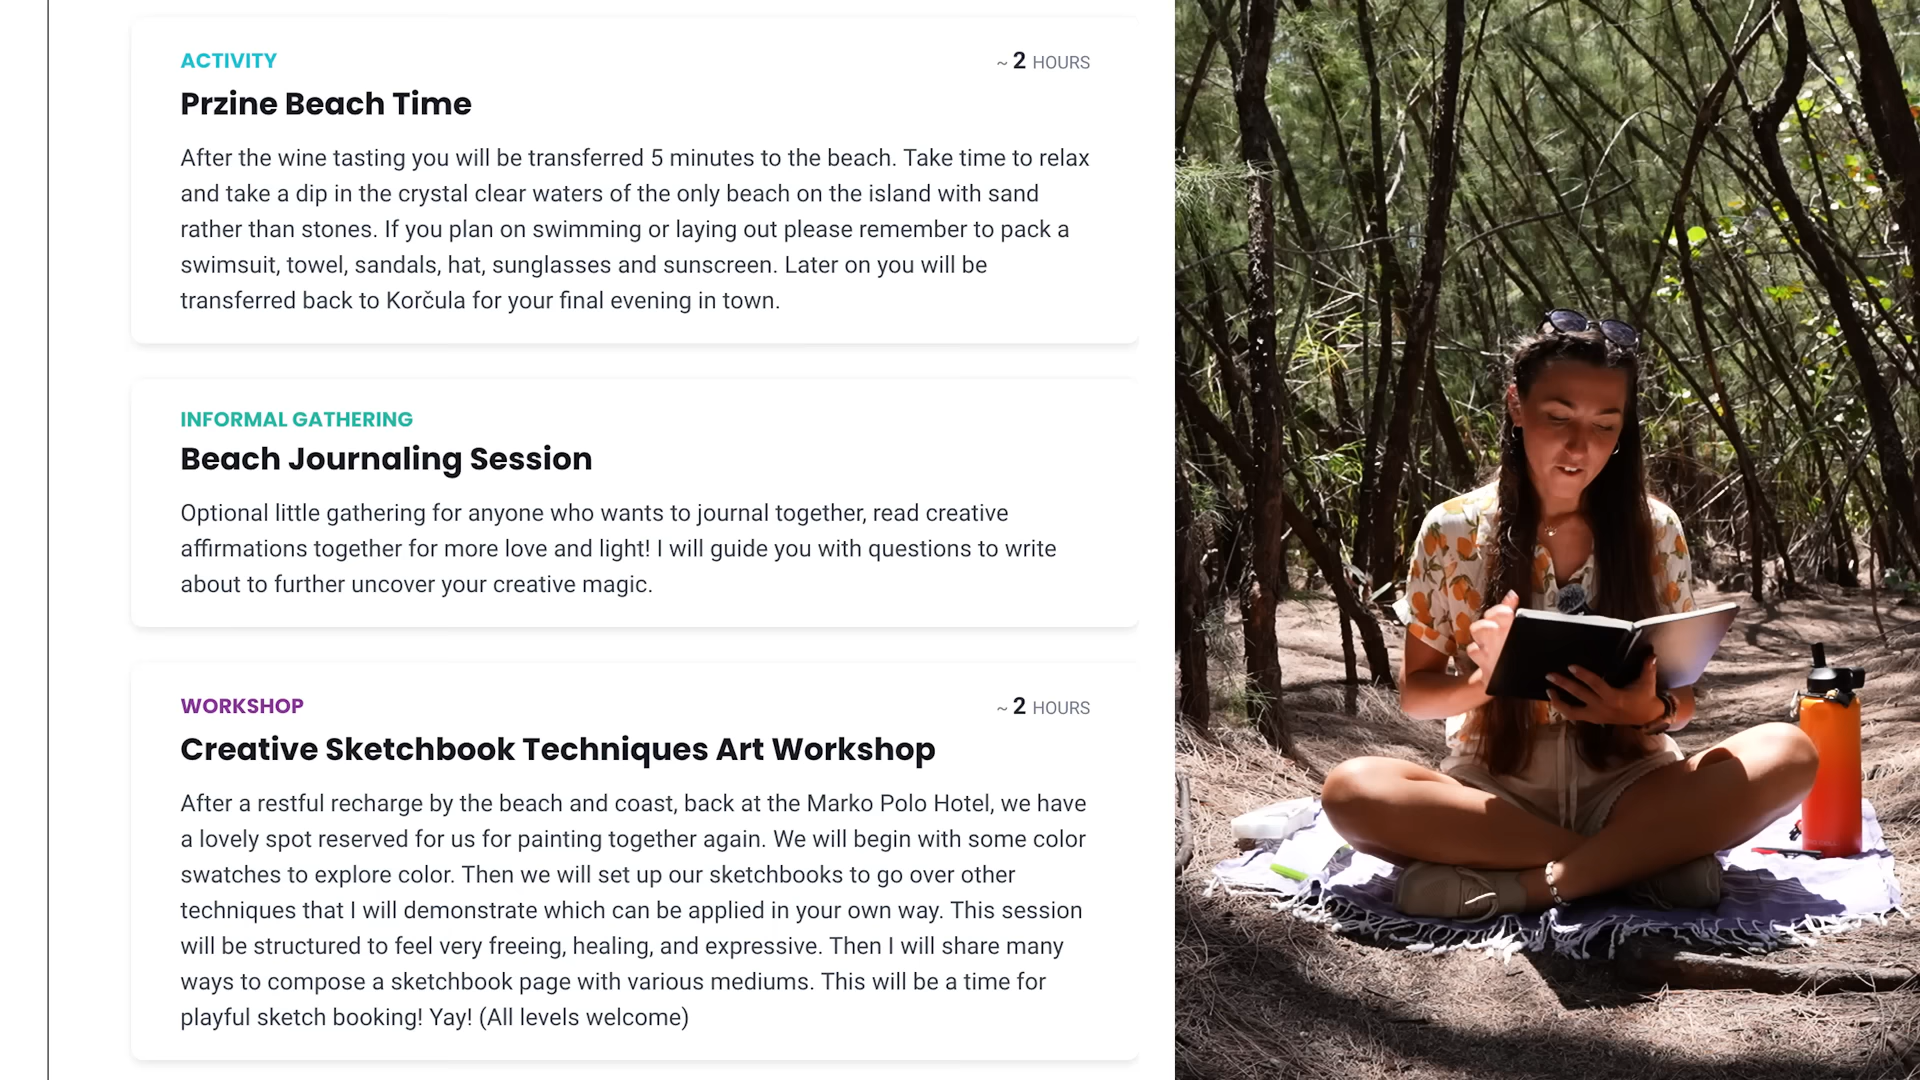 ACTIVITY
~ 2 HOURS
Przine Beach Time
After the wine tasting you will be transferred 5 minutes to the beach. Take time to relax
and take a dip in the crystal clear waters of the only beach on the island with sand
rather than stones. If you plan on swimming or laying out please remember to pack a
swimsuit, towel, sandals, hat, sunglasses and sunscreen. Later on you will be
transferred back to Korčula for your final evening in town.
INFORMAL GATHERING
Beach Journaling Session
Optional little gathering for anyone who wants to journal together, read creative
affirmations together for more love and light! I will guide you with questions to write
about to further uncover your creative magic.
WORKSHOP
~ 2 HOURS
Creative Sketchbook Techniques Art Workshop
After a restful recharge by the beach and coast, back at the Marko Polo Hotel, we have
a lovely spot reserved for us for painting together again. We will begin with some color
swatches to explore color. Then we will set up our sketchbooks to go over other
techniques that I will demonstrate which can be applied in your own way. This session
will be structured to feel very freeing, healing, and expressive. Then I will share many
ways to compose a sketchbook page with various mediums. This will be a time for
playful sketch booking! Yay! (All levels welcome)